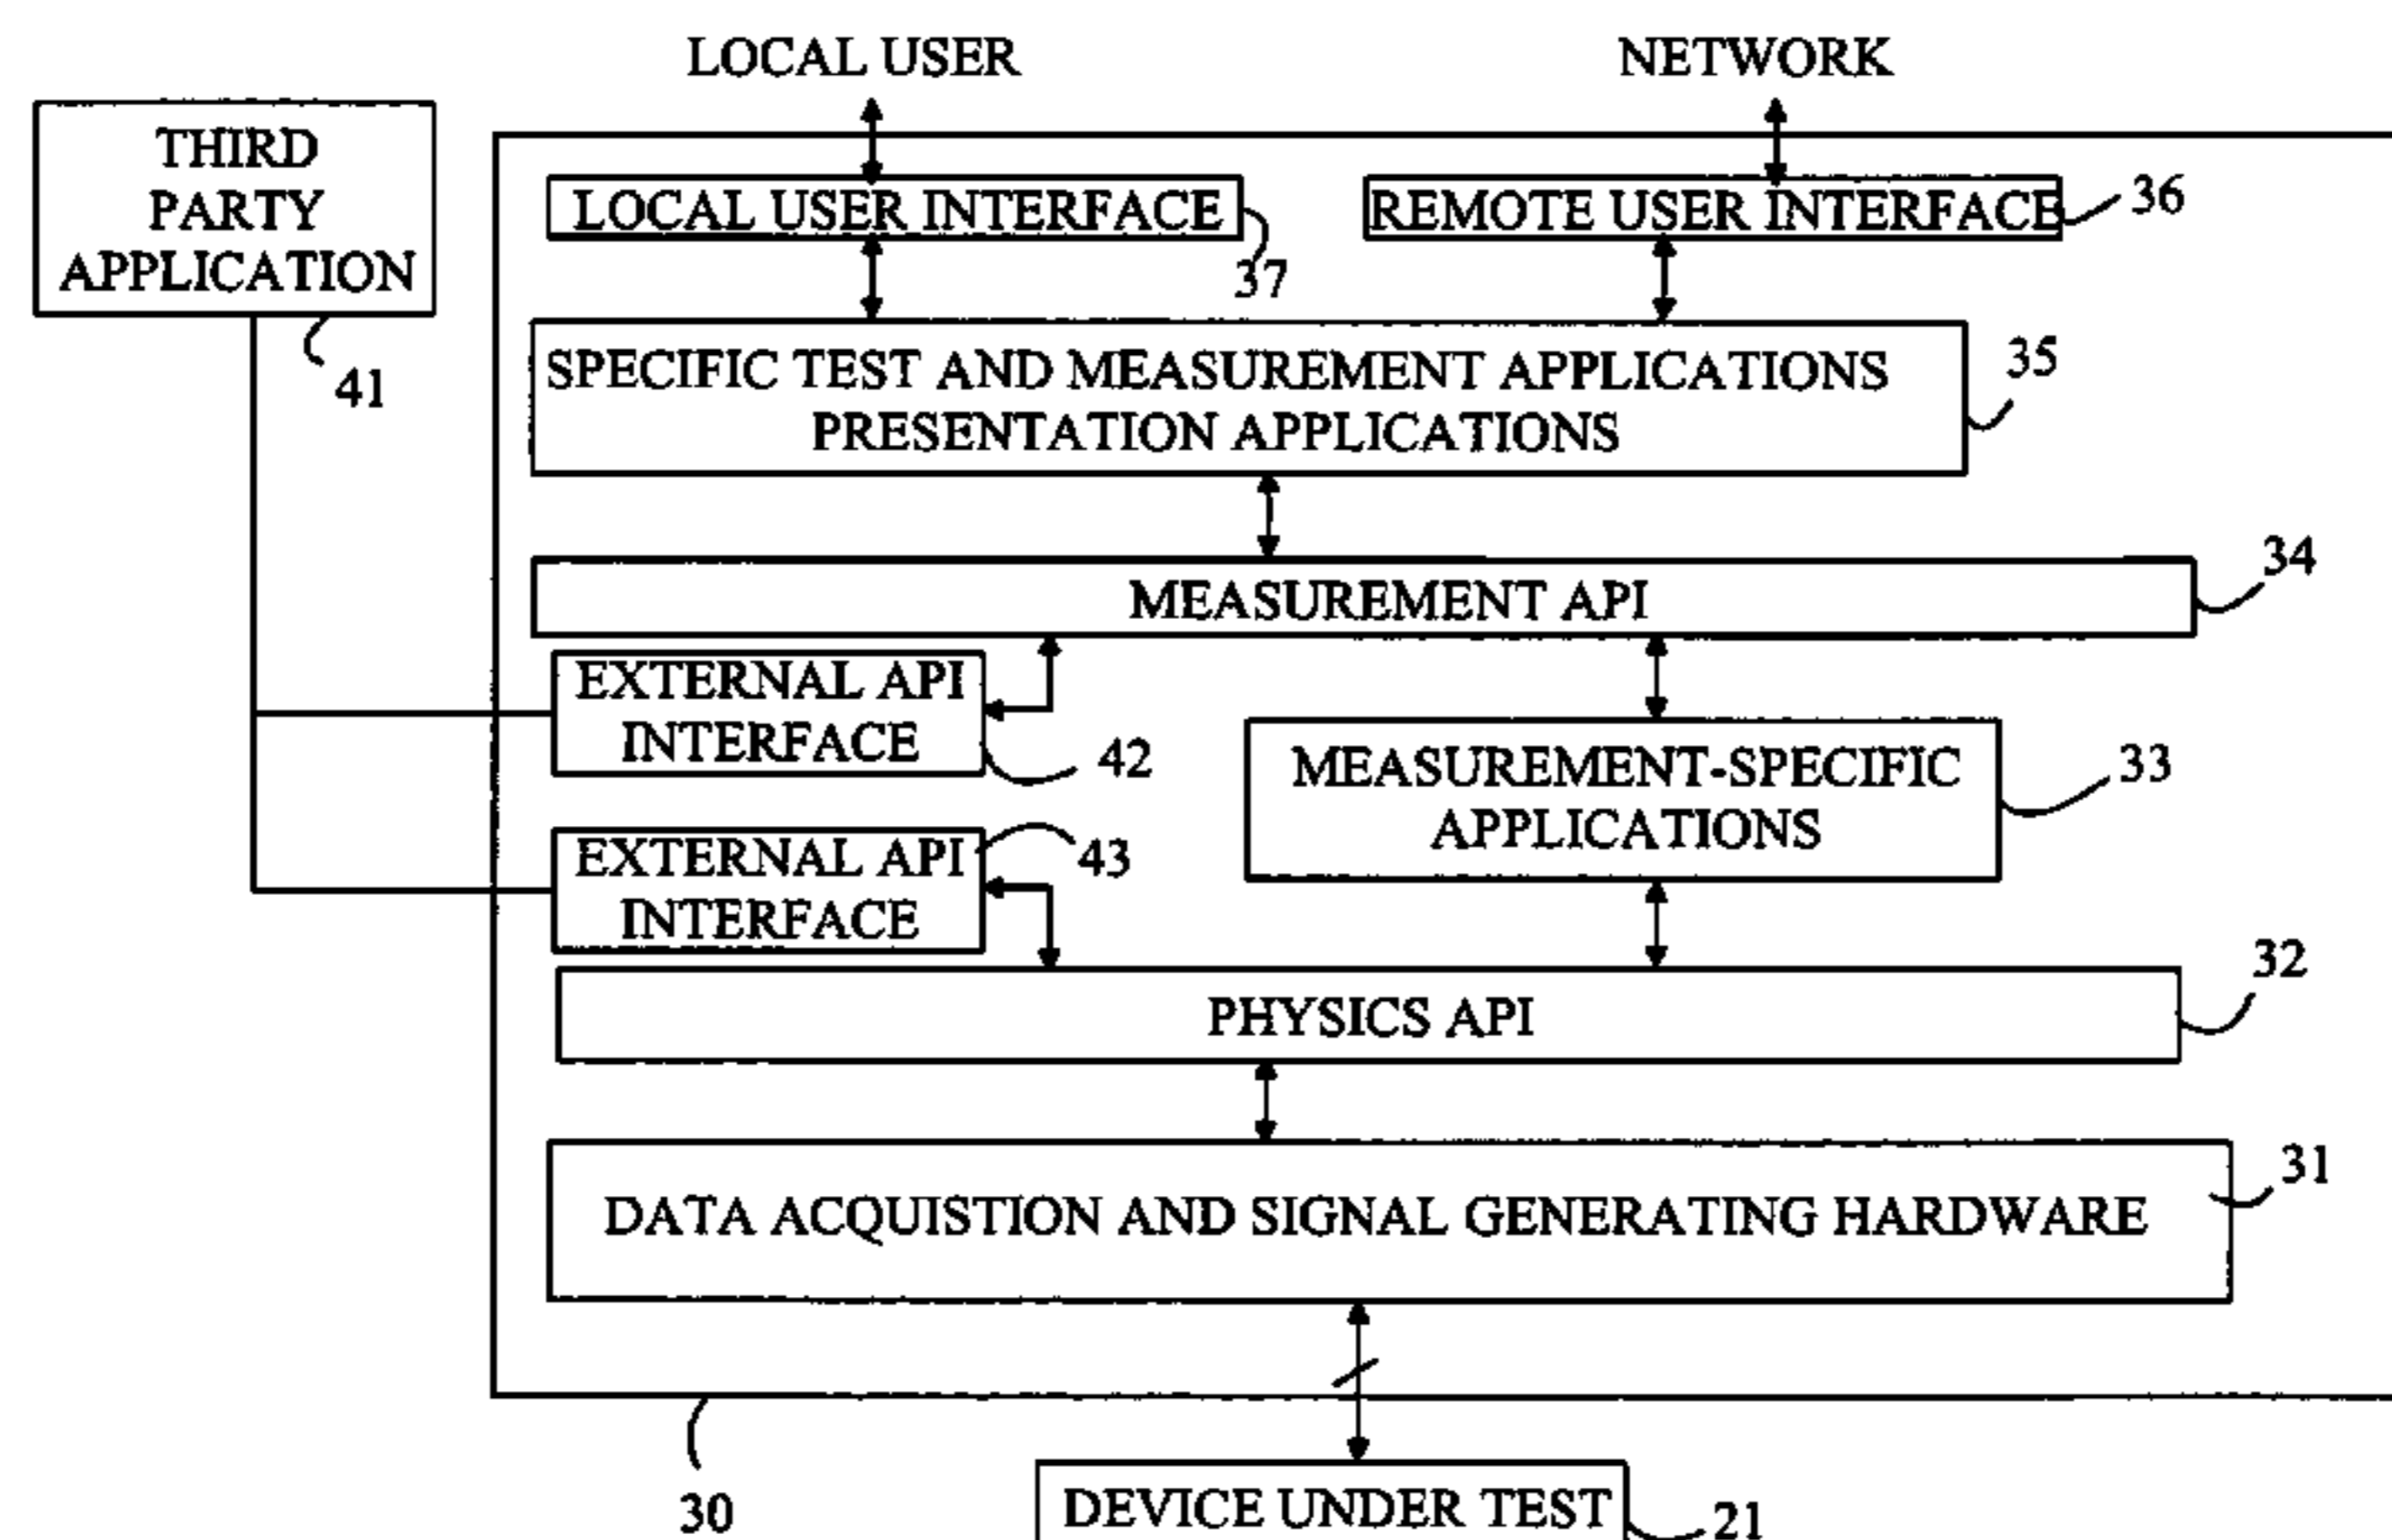 LOCAL USER
NETWORK
THIRD
PARTY
APPLICATION
41
LOCAL USER INTERFACE
37
REMOTE USER INTERFACE
36
SPECIFIC TEST AND MEASUREMENT APPLICATIONS
PRESENTATION APPLICATIONS
35
MEASUREMENT API
34
EXTERNAL API
INTERFACE
42
MEASUREMENT-SPECIFIC
APPLICATIONS
33
EXTERNAL API
INTERFACE
43
PHYSICS API
32
DATA ACQUISTION AND SIGNAL GENERATING HARDWARE
31
30
DEVICE UNDER TEST
21